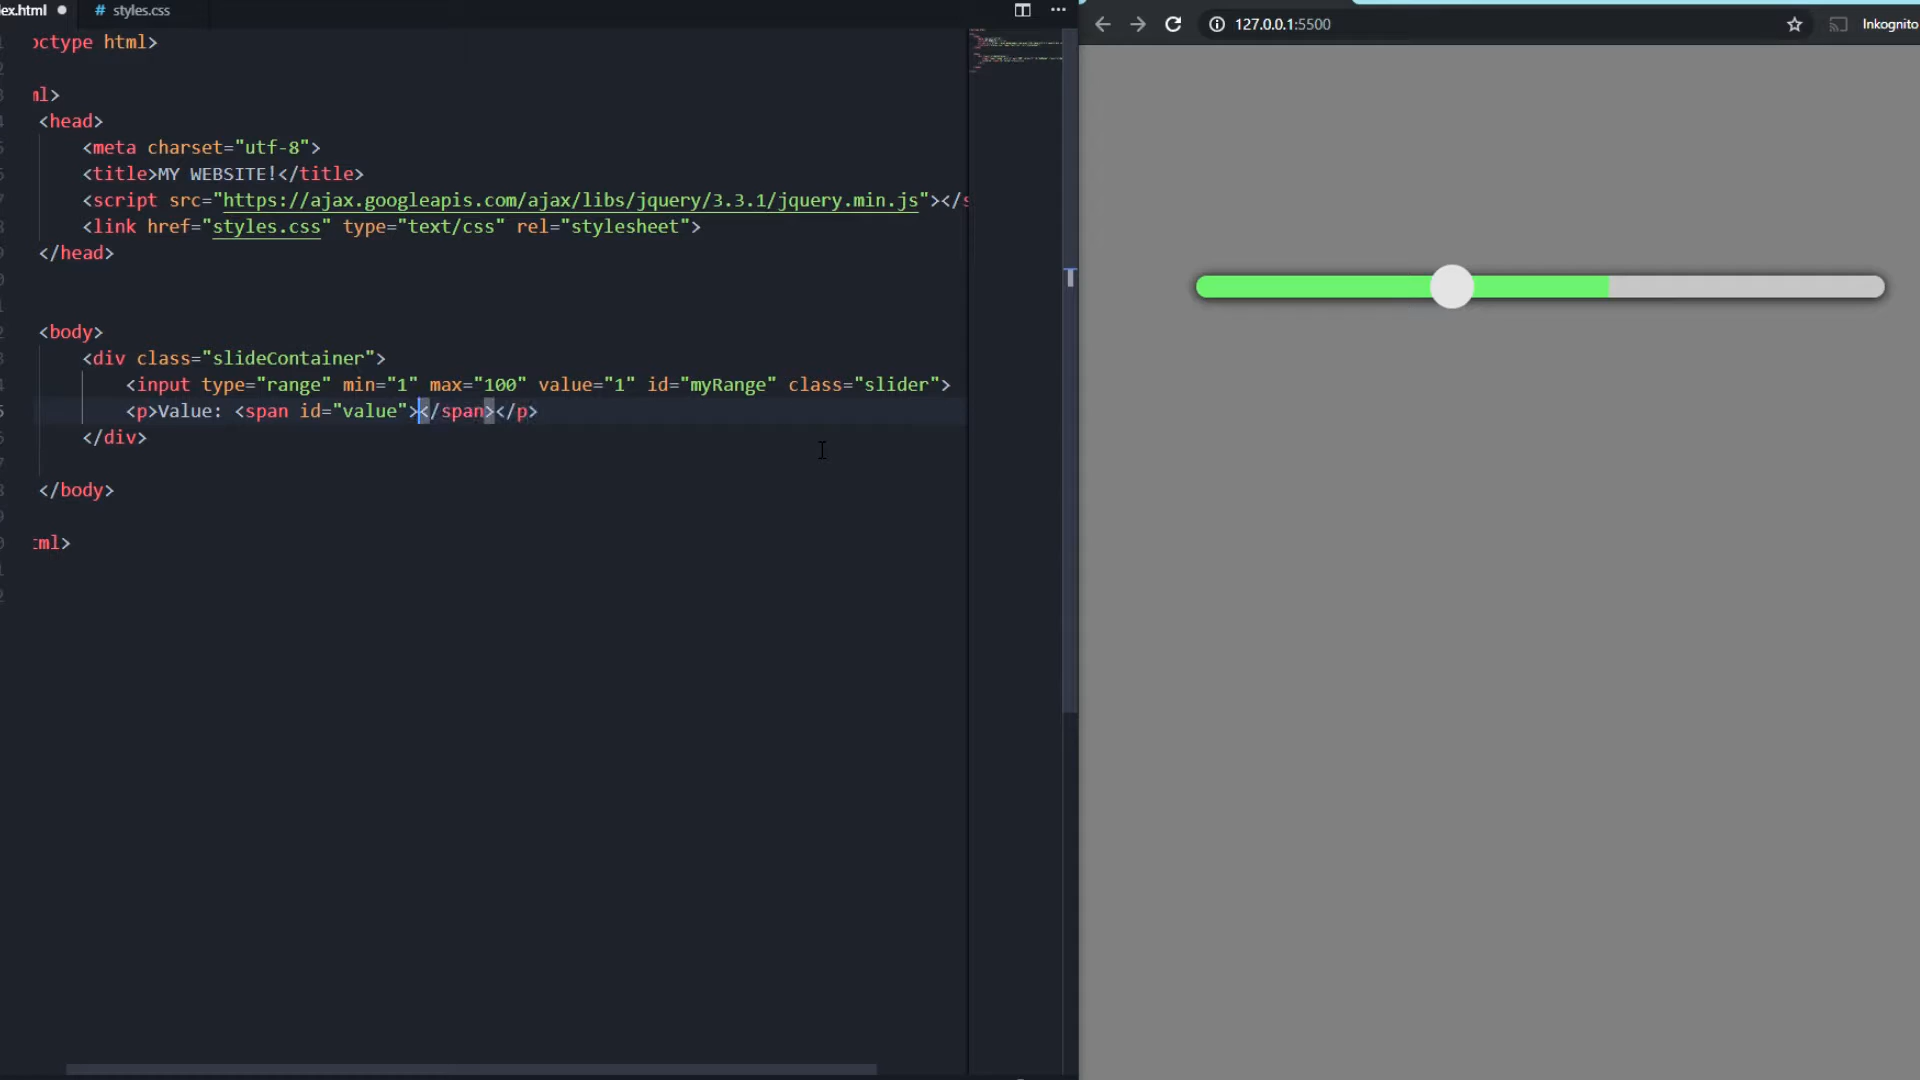 ex.html # styles.css
127.0.0.1:5500 Inkognito
octype html>
ml>
<head>
<meta charset="utf-8">
<title>MY WEBSITE!</title>
<script src="https://ajax.googleapis.com/ajax/libs/jquery/3.3.1/jquery.min.js"></s
<link href="styles.css" type="text/css" rel="stylesheet">
</head>
<body>
<div class="slideContainer">
<input type="range" min="1" max="100" value="1" id="myRange" class="slider">
<p>Value: <span id="value"></span></p>
</div>
</body>
tml>